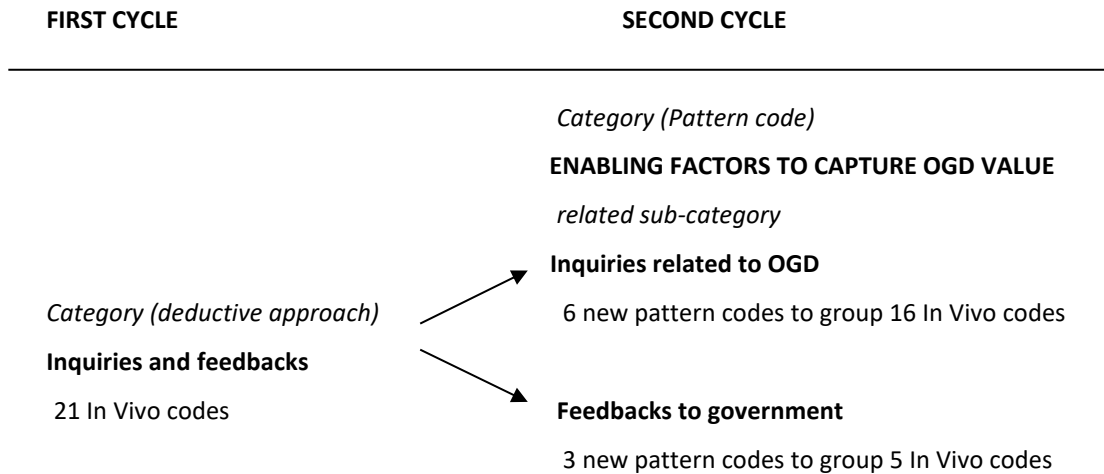 FIRST CYCLE
SECOND CYCLE
Category (Pattern code)
ENABLING FACTORS TO CAPTURE OGD VALUE
related sub-category
Inquiries related to OGD
6 new pattern codes to group 16 In Vivo codes
Category (deductive approach)
Inquiries and feedbacks
21 In Vivo codes
Feedbacks to government
3 new pattern codes to group 5 In Vivo codes